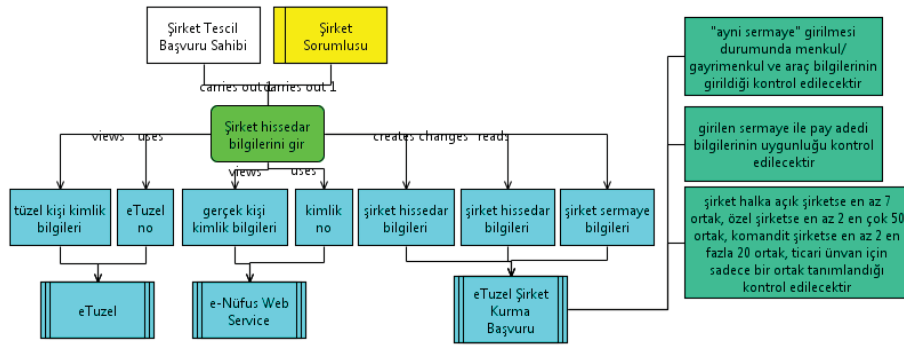 Şirket Tescil
Başvuru Sahibi
Şirket
Sorumlusu
carries out
carries out 1
Şirket hissedar
bilgilerini gir
views
uses
creates
changes
reads
views
uses
tüzel kişi kimlik
bilgileri
eTuzel
no
gerçek kişi
kimlik bilgileri
kimlik
no
şirket hissedar
bilgileri
şirket hissedar
bilgileri
şirket sermaye
bilgileri
eTuzel
e-Nüfus Web
Service
eTuzel Şirket
Kurma
Başvuru
"ayni sermaye" girilmesi
durumunda menkul/
gayrimenkul ve araç bilgilerinin
girildiği kontrol edilecektir
girilen sermaye ile pay adedi
bilgilerinin uygunluğu kontrol
edilecektir
şirket halka açık şirketse en az 7
ortak, özel şirketse en az 2 en çok 50
ortak, komandit şirketse en az 2 en
fazla 20 ortak, ticari ünvan için
sadece bir ortak tanımlandığı
kontrol edilecektir